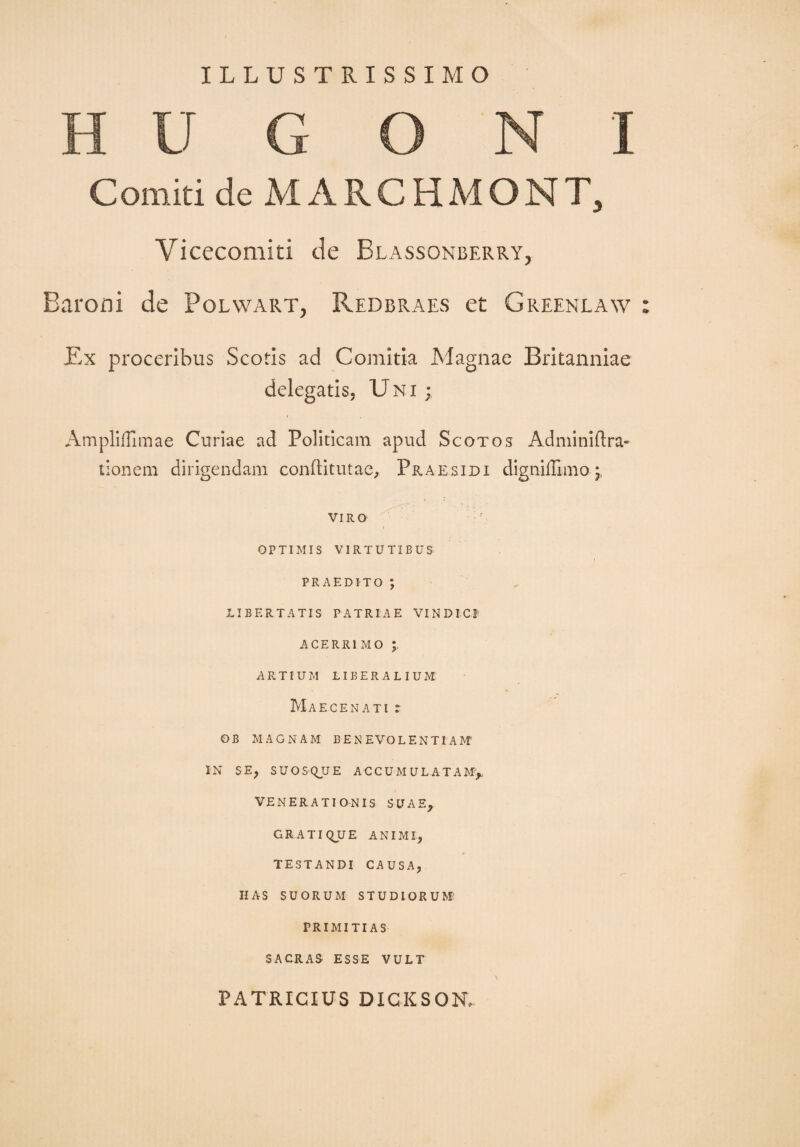 ILLUSTRISSIMO
HUGONI
Comiti de MARCHMONT,
Vicecomiti de BLASSONBERRY,
Baroni de POLWART, REDBRAES et GREENLAW :
Ex proceribus Scotis ad Comitia Magnae Britanniae
delegatis, UNI ;
Ampliſſimae Curiae ad Politicam apud SCOTOS Adminiſtra-
tionem dirigendam conſtitutae, PRAESIDI digniſſimo ;
VIRO
OPTIMIS VIRTUTIBUS
PRAEDITO ;
LIBERTATIS PATRIAE VINDICI
ACERRIMO ;
ARTIUM LIBERALIUM
MAECENATI :
OB MAGNAM BENEVOLENTIAM
IN SE, SUOSQUE ACCUMULATAM,
VENERATIONIS SUAE,
GRATIQUE ANIMI,
TESTANDI CAUSA,
HAS SUORUM STUDIORUM
PRIMITIAS
SACRAS ESSE VULT
PATRICIUS DICKSON.